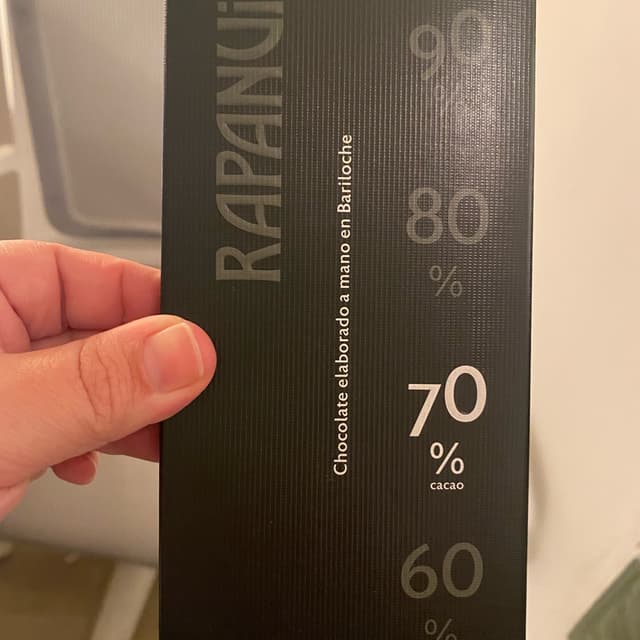 RAPANUi
Chocolate elaborado a mano en Bariloche
90
%
80
%
70
%
cacao
60
%